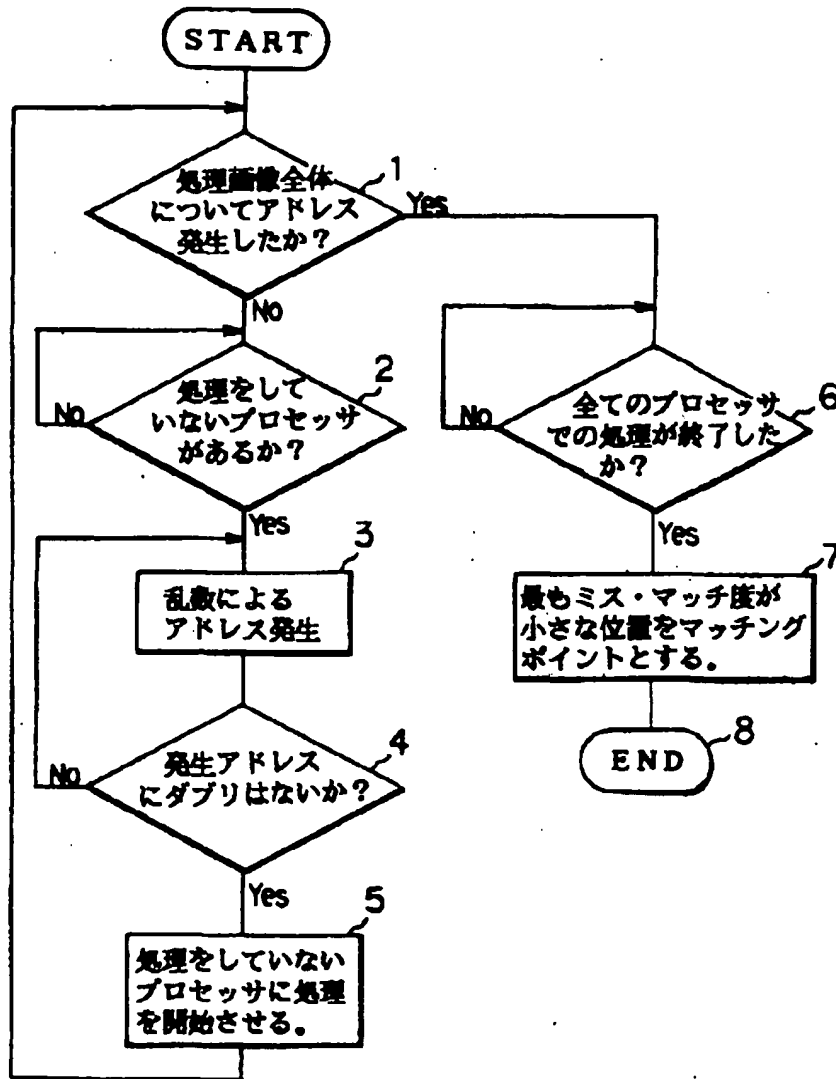 START
処理画像全体
についてアドレス
発生したか？
1
Yes
No
処理をして
いないプロセッサ
があるか？
2
No
Yes
乱数による
アドレス発生
3
発生アドレス
にダブリはないか？
4
No
Yes
処理をしていない
プロセッサに処理
を開始させる。
5
全てのプロセッサ
での処理が終了した
か？
6
No
Yes
最もミス・マッチ度が
小さな位置をマッチング
ポイントとする。
7
END
8